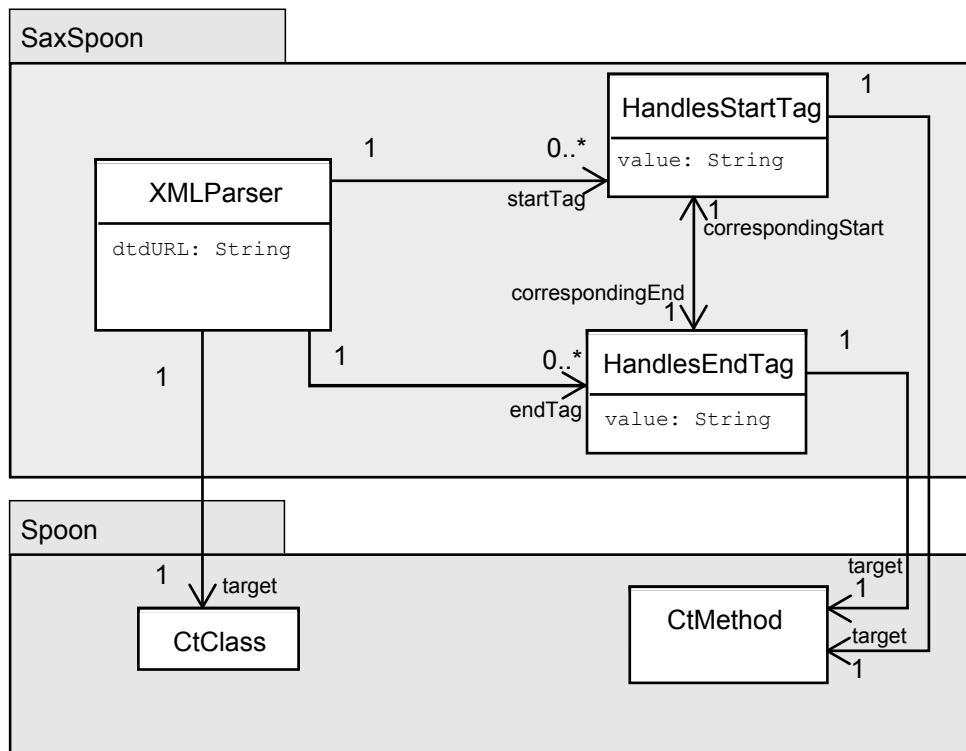 SaxSpoon
HandlesStartTag
value: String
1
1
0..*
startTag
XMLParser
dtdURL: String
1
correspondingStart
correspondingEnd
1
HandlesEndTag
value: String
1
1
0..*
endTag
1
Spoon
1
target
CtClass
CtMethod
target
1
target
1